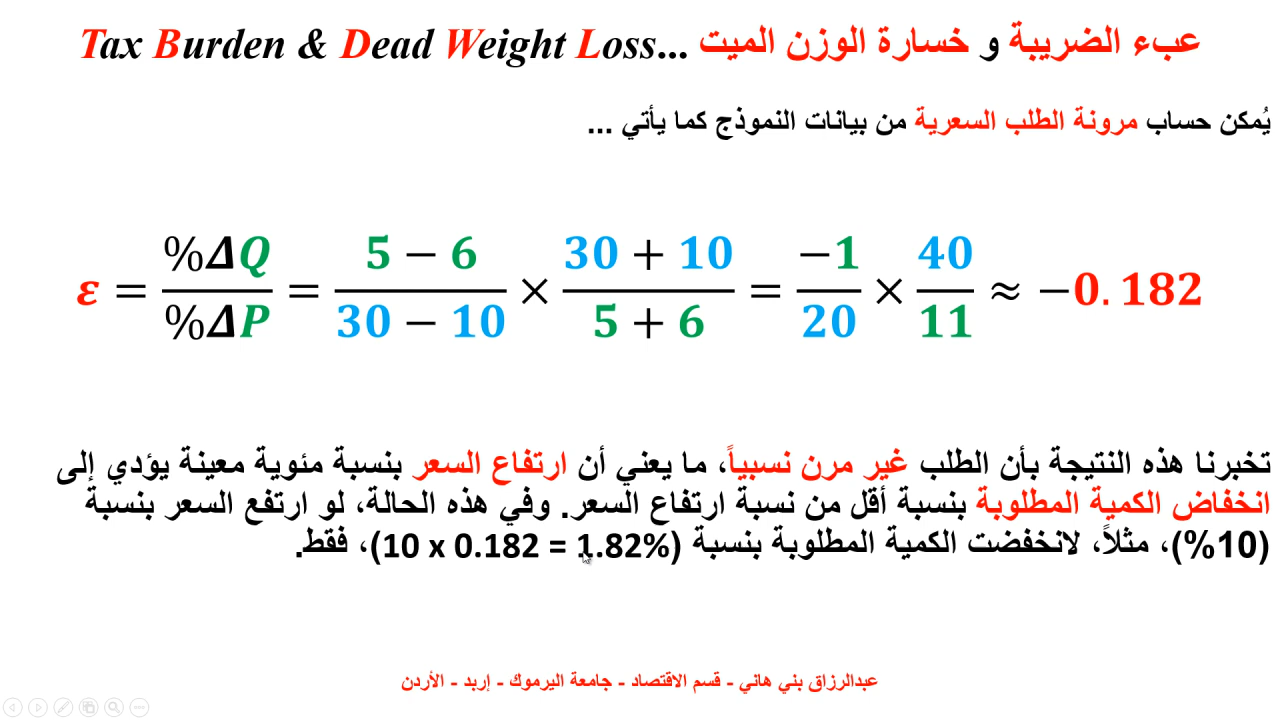 عبء الضريبة و خسارة الوزن الميت ...Tax Burden & Dead Weight Loss
يُمكن حساب مرونة الطلب السعرية من بيانات النموذج كما يأتي ...
ε = %ΔQ / %ΔP = (5 − 6) / (30 − 10) × (30 + 10) / (5 + 6) = −1 / 20 × 40 / 11 ≈ −0.182
تخبرنا هذه النتيجة بأن الطلب غير مرن نسبياً، ما يعني أن ارتفاع السعر بنسبة مئوية معينة يؤدي إلى
انخفاض الكمية المطلوبة بنسبة أقل من نسبة ارتفاع السعر. وفي هذه الحالة، لو ارتفع السعر بنسبة
(10%)، مثلاً، لانخفضت الكمية المطلوبة بنسبة (10 x 0.182 = 1.82%)، فقط.
عبدالرزاق بني هاني - قسم الاقتصاد - جامعة اليرموك - إربد - الأردن